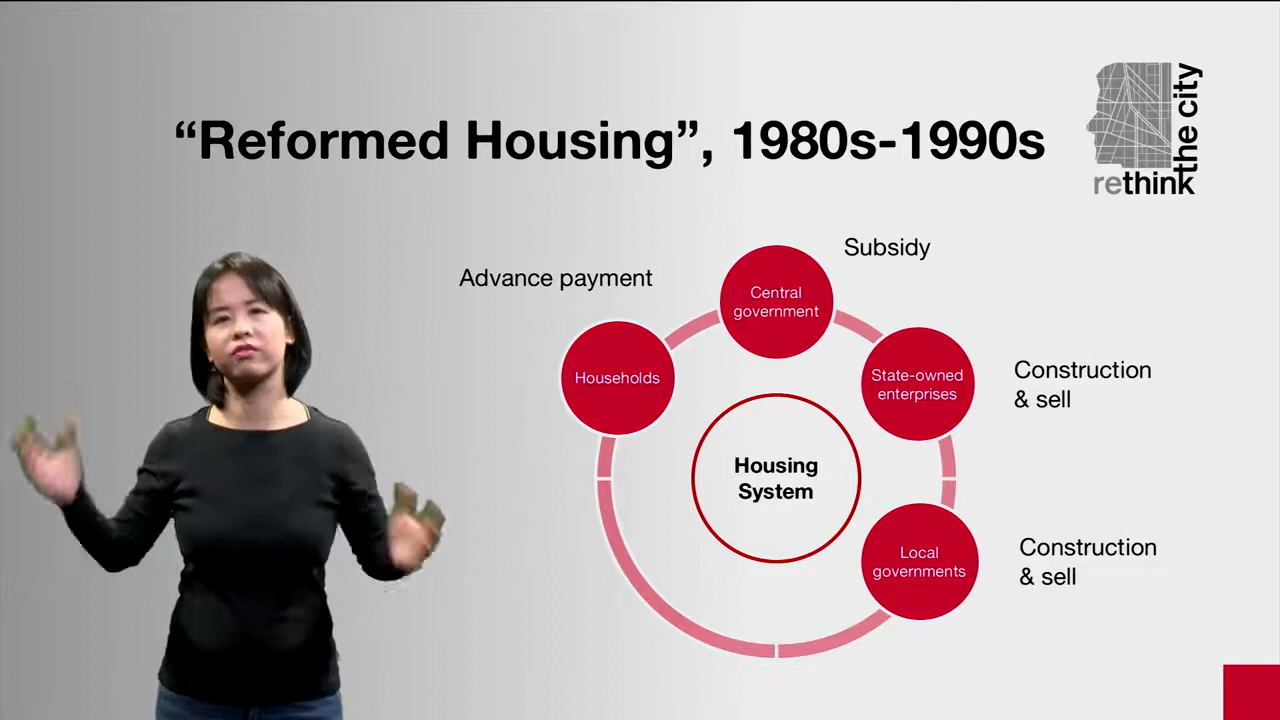 “Reformed Housing”, 1980s-1990s
rethink
the city
Subsidy
Advance payment
Central
government
Households
State-owned
enterprises
Construction
& sell
Housing
System
Local
governments
Construction
& sell